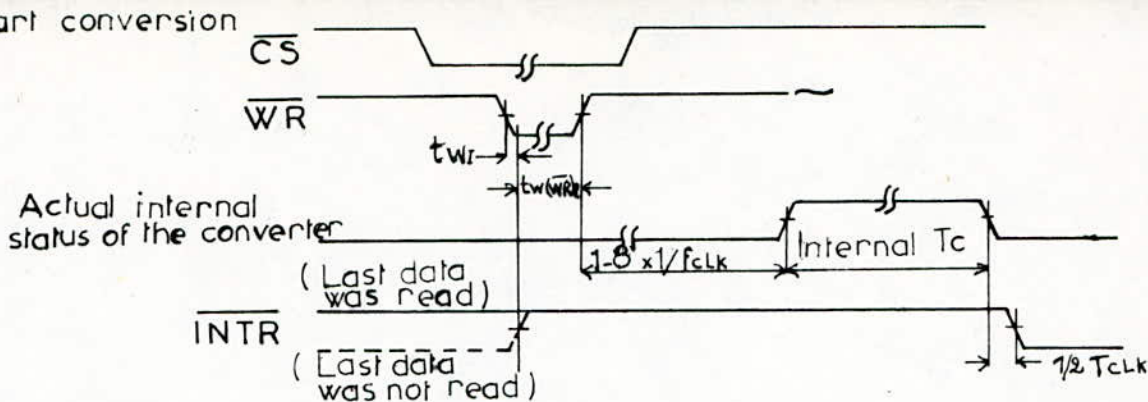 art conversion
CS
WR
tWI
tw(WR)
Actual internal
status of the converter
1-8 x 1/fCLK
Internal Tc
( Last data
was read )
INTR
( Last data
was not read )
1/2 TCLK